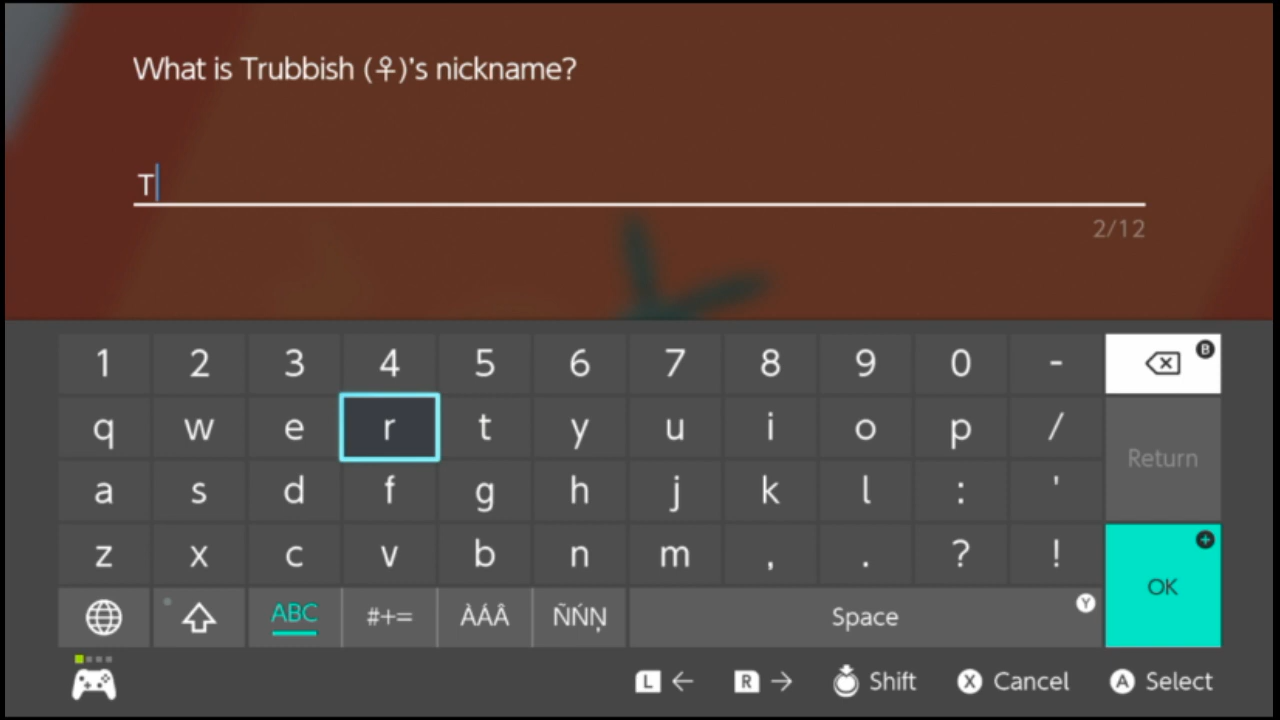 What is Trubbish (♀)'s nickname?
T
2/12
1 2 3 4 5 6 7 8 9 0 - B
q w e r t y u i o p / Return
a s d f g h j k l : '
z x c v b n m , . ? ! + OK
ABC #+= ÀÁÂ ÑŃŅ Space Y
L ← R → Shift X Cancel A Select